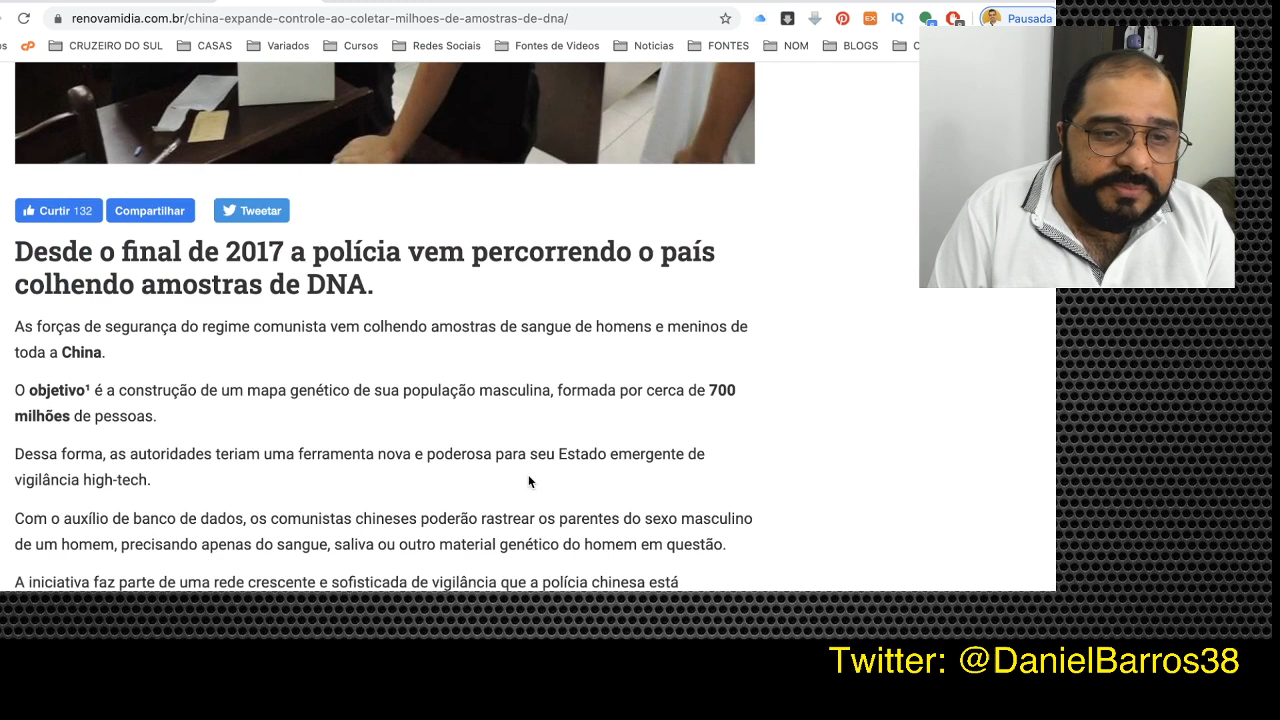 renovamidia.com.br/china-expande-controle-ao-coletar-milhoes-de-amostras-de-dna/
EX
IQ
Pausada
os
CRUZEIRO DO SUL
CASAS
Variados
Cursos
Redes Sociais
Fontes de Videos
Noticias
FONTES
NOM
BLOGS
C
Curtir 132
Compartilhar
Tweetar
Desde o final de 2017 a polícia vem percorrendo o país
colhendo amostras de DNA.
As forças de segurança do regime comunista vem colhendo amostras de sangue de homens e meninos de
toda a China.
O objetivo¹ é a construção de um mapa genético de sua população masculina, formada por cerca de 700
milhões de pessoas.
Dessa forma, as autoridades teriam uma ferramenta nova e poderosa para seu Estado emergente de
vigilância high-tech.
Com o auxílio de banco de dados, os comunistas chineses poderão rastrear os parentes do sexo masculino
de um homem, precisando apenas do sangue, saliva ou outro material genético do homem em questão.
A iniciativa faz parte de uma rede crescente e sofisticada de vigilância que a polícia chinesa está
Twitter: @DanielBarros38